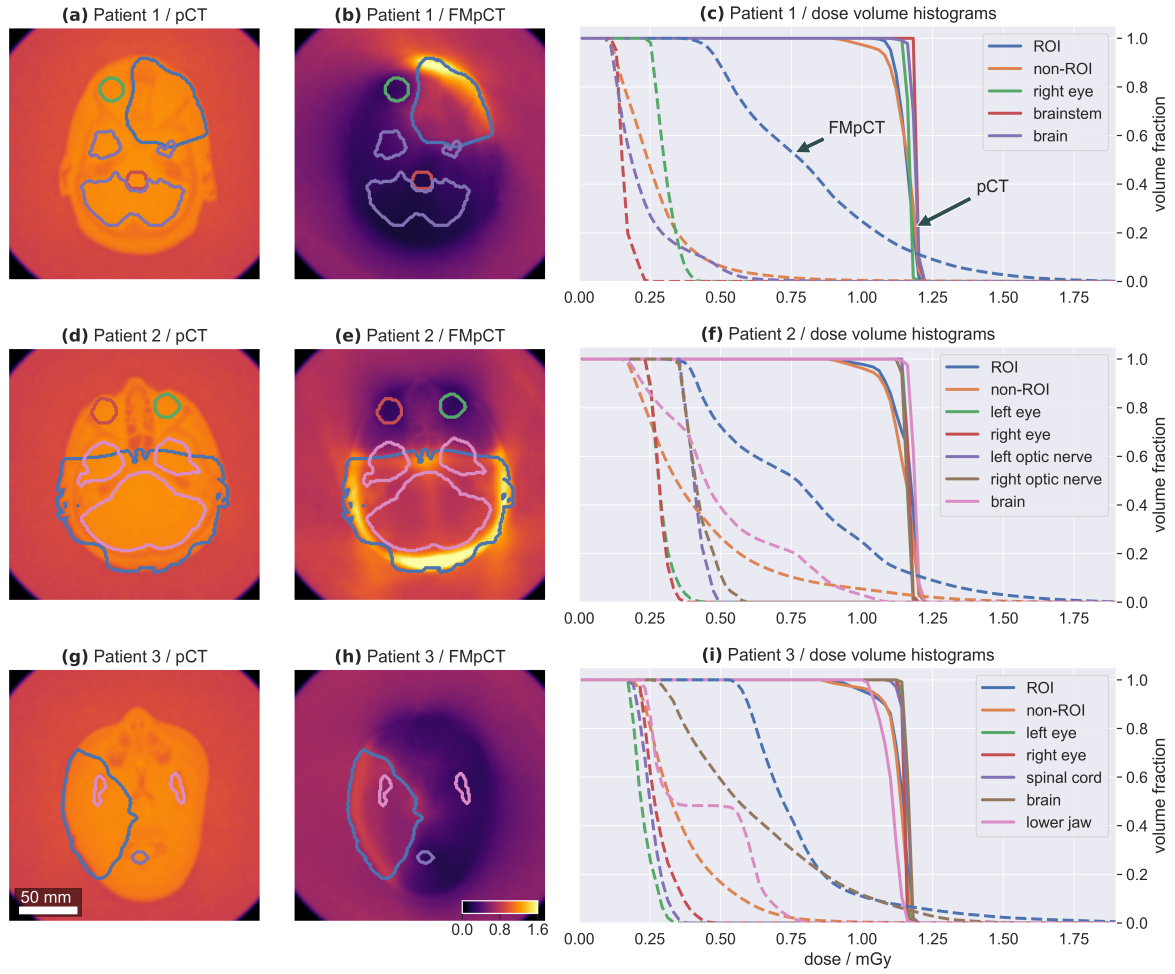 (a) Patient 1 / pCT
(b) Patient 1 / FMpCT
(c) Patient 1 / dose volume histograms
ROI
non-ROI
right eye
brainstem
brain
FMpCT
pCT
1.0
0.8
0.6
0.4
0.2
0.0
volume fraction
0.00 0.25 0.50 0.75 1.00 1.25 1.50 1.75
(d) Patient 2 / pCT
(e) Patient 2 / FMpCT
(f) Patient 2 / dose volume histograms
ROI
non-ROI
left eye
right eye
left optic nerve
right optic nerve
brain
1.0
0.8
0.6
0.4
0.2
0.0
volume fraction
0.00 0.25 0.50 0.75 1.00 1.25 1.50 1.75
(g) Patient 3 / pCT
50 mm
(h) Patient 3 / FMpCT
0.0 0.8 1.6
(i) Patient 3 / dose volume histograms
ROI
non-ROI
left eye
right eye
spinal cord
brain
lower jaw
1.0
0.8
0.6
0.4
0.2
0.0
volume fraction
0.00 0.25 0.50 0.75 1.00 1.25 1.50 1.75
dose / mGy